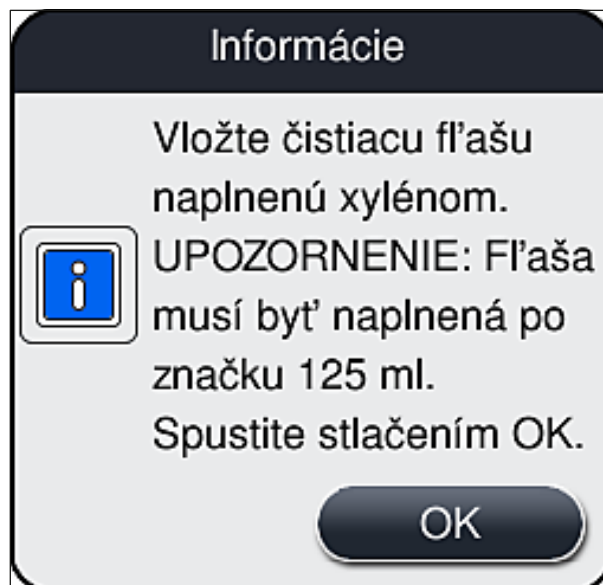 Informácie
Vložte čistiacu fľašu
naplnenú xylénom.
UPOZORNENIE: Fľaša
musí byť naplnená po
značku 125 ml.
Spustite stlačením OK.
OK